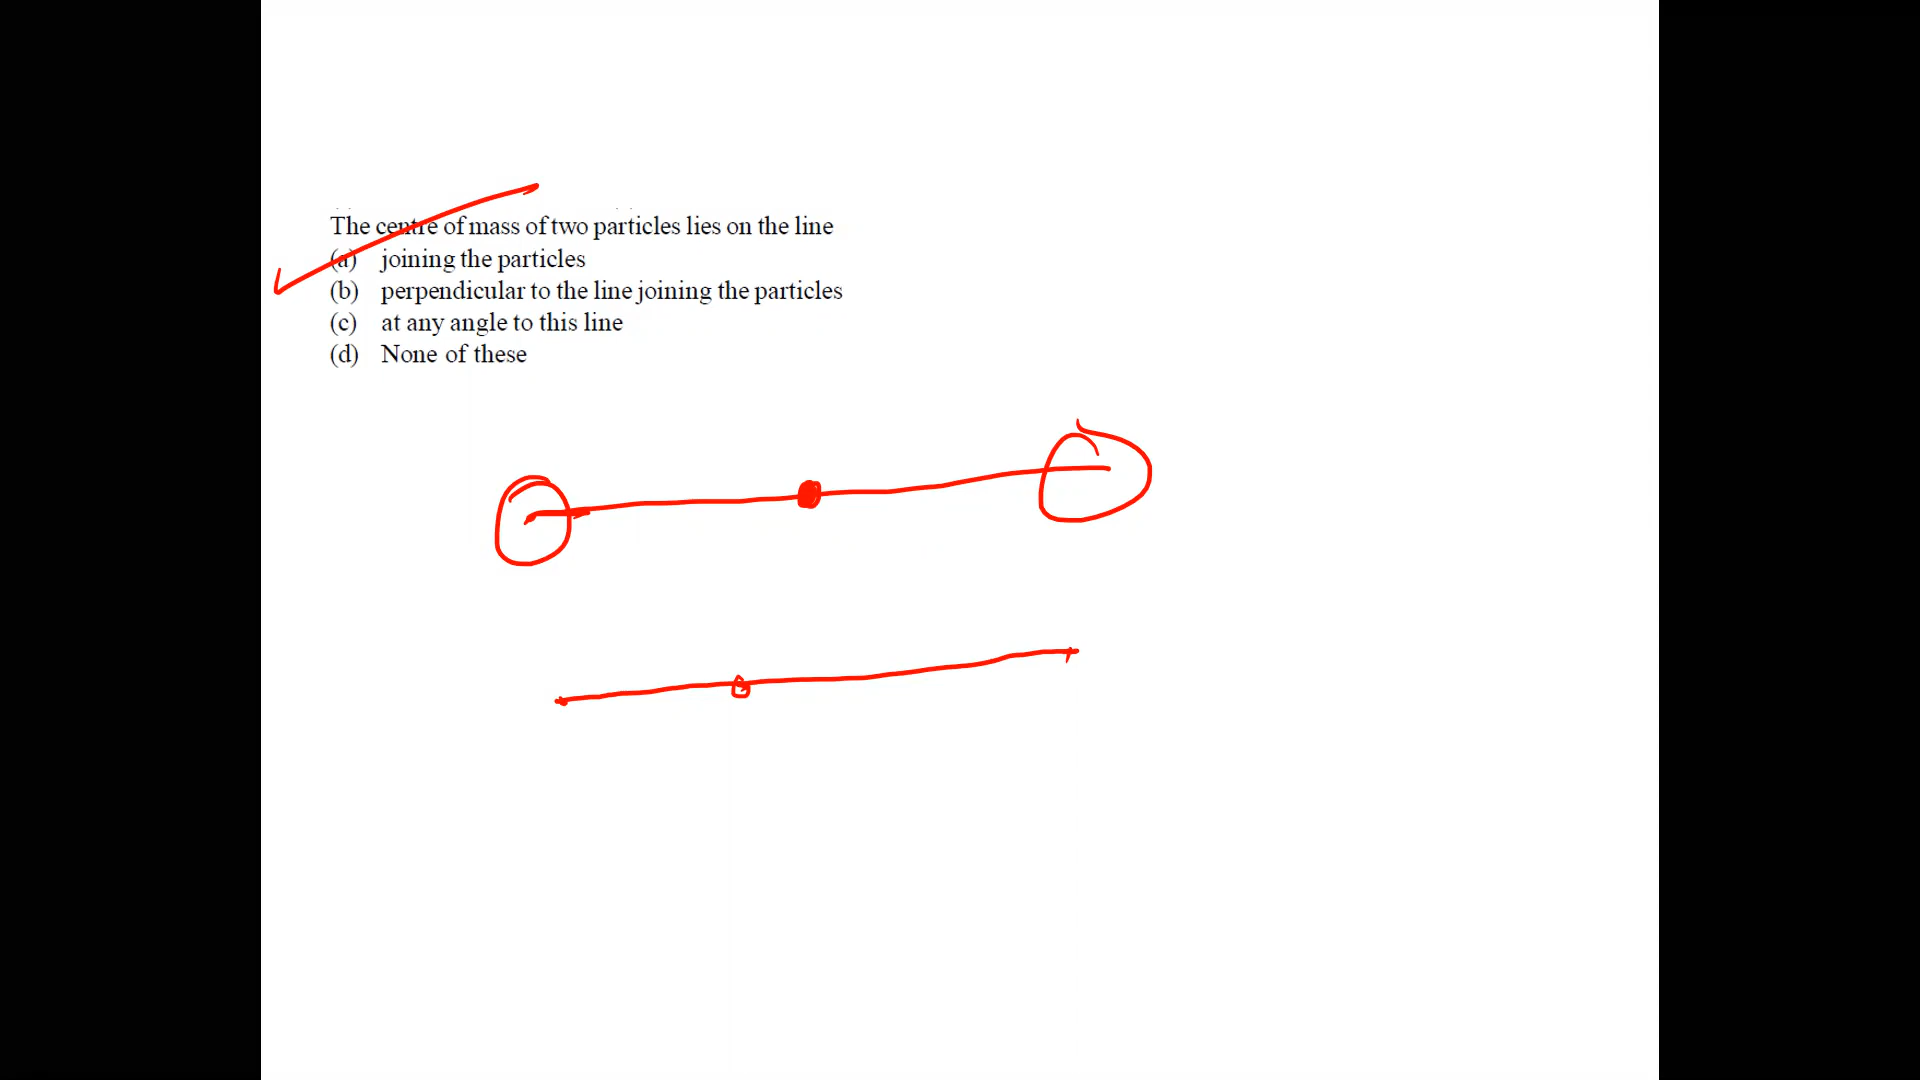 The centre of mass of two particles lies on the line
(a) joining the particles
(b) perpendicular to the line joining the particles
(c) at any angle to this line
(d) None of these